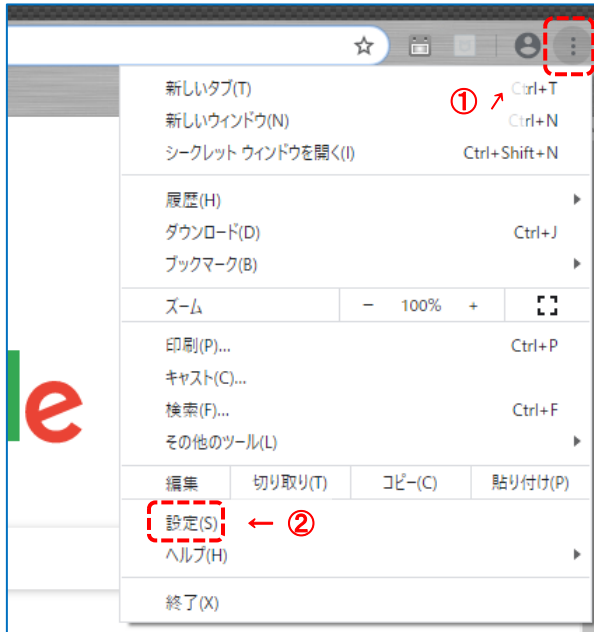 新しいタブ(T) ① Ctrl+T
新しいウィンドウ(N) Ctrl+N
シークレット ウィンドウを開く(I) Ctrl+Shift+N
履歴(H)
ダウンロード(D) Ctrl+J
ブックマーク(B)
ズーム − 100% +
印刷(P)... Ctrl+P
キャスト(C)...
検索(F)... Ctrl+F
その他のツール(L)
le
編集 切り取り(T) コピー(C) 貼り付け(P)
設定(S) ← ②
ヘルプ(H)
終了(X)